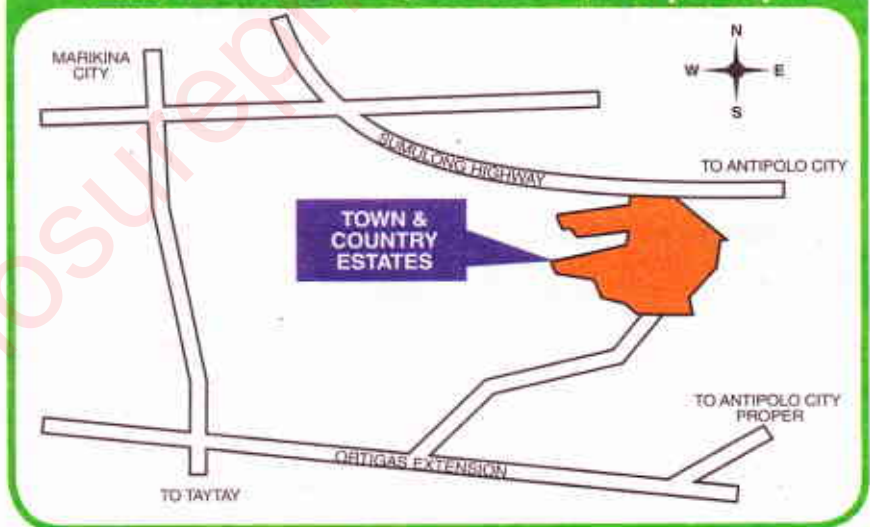 MARIKINA
CITY
N
W
E
S
SUMULONG HIGHWAY
TO ANTIPOLO CITY
TOWN &
COUNTRY
ESTATES
TO ANTIPOLO CITY
PROPER
ORTIGAS EXTENSION
TO TAYTAY